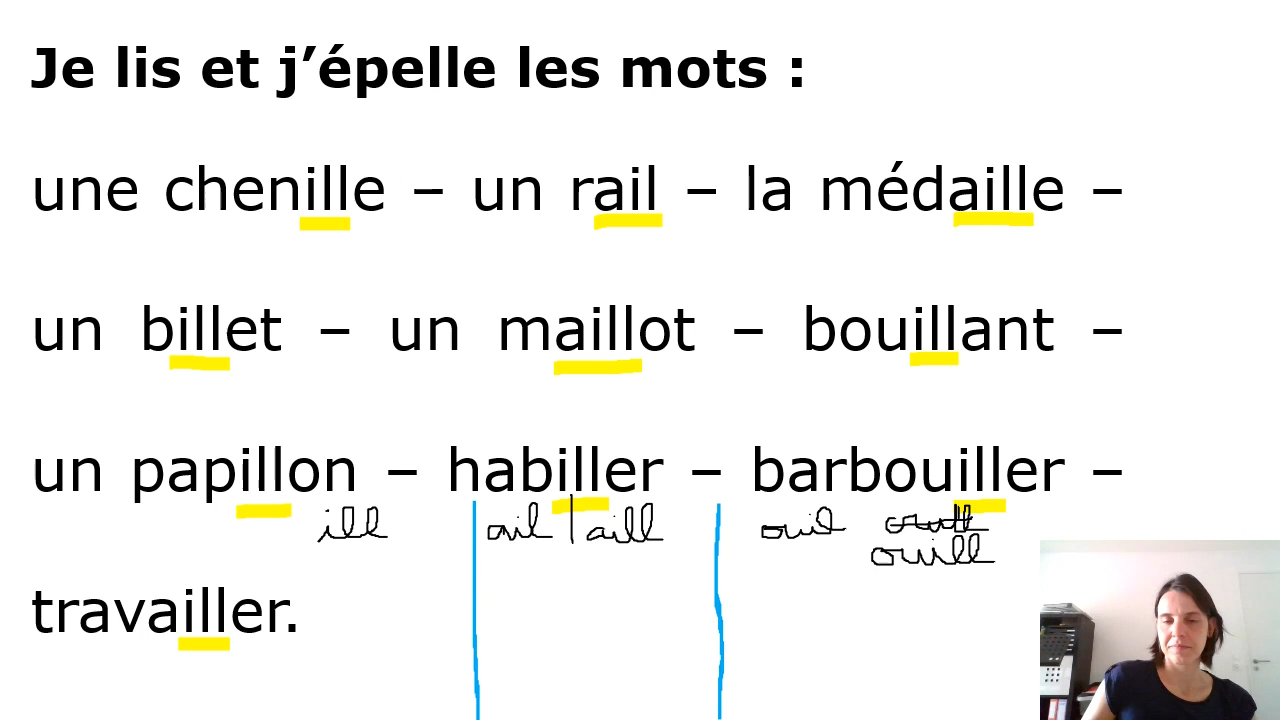 Je lis et j’épelle les mots :
une chenille – un rail – la médaille –
un billet – un maillot – bouillant –
un papillon – habiller – barbouiller –
ill ail | aill ouil
ouill
travailler.